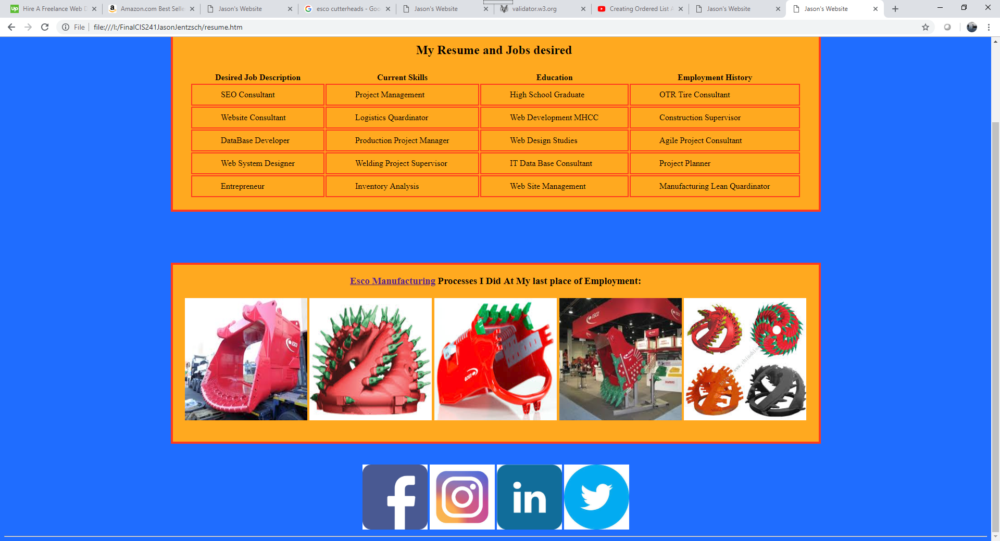 Hire A Freelance Web D
Amazon.com Best Selle
Jason's Website
esco cutterheads - Goo
Jason's Website
validator.w3.org
Creating Ordered List A
Jason's Website
Jason's Website
File
file:///I:/FinalCIS241JasonJentzsch/resume.htm
My Resume and Jobs desired
Desired Job Description Current Skills Education Employment History
SEO Consultant Project Management High School Graduate OTR Tire Consultant
Website Consultant Logistics Quardinator Web Development MHCC Construction Supervisor
DataBase Developer Production Project Manager Web Design Studies Agile Project Consultant
Web System Designer Welding Project Supervisor IT Data Base Consultant Project Planner
Entrepreneur Inventory Analysis Web Site Management Manufacturing Lean Quardinator
Esco Manufacturing Processes I Did At My last place of Employment:
ESCO
ESCO
ESCO
ESCO
in